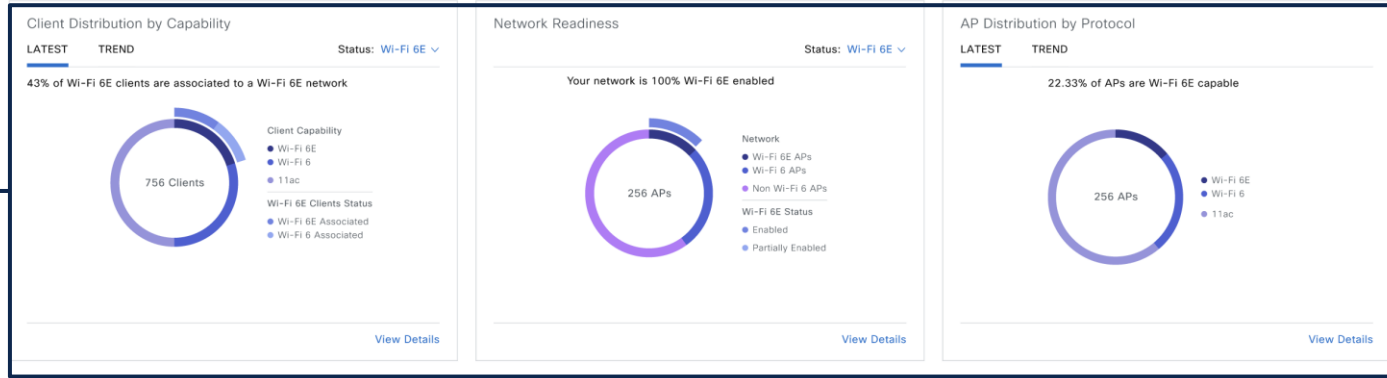 Client Distribution by Capability
LATEST TREND Status: Wi-Fi 6E
43% of Wi-Fi 6E clients are associated to a Wi-Fi 6E network
756 Clients
Client Capability
Wi-Fi 6E
Wi-Fi 6
11ac
Wi-Fi 6E Clients Status
Wi-Fi 6E Associated
Wi-Fi 6 Associated
View Details
Network Readiness
Status: Wi-Fi 6E
Your network is 100% Wi-Fi 6E enabled
256 APs
Network
Wi-Fi 6E APs
Wi-Fi 6 APs
Non Wi-Fi 6 APs
Wi-Fi 6E Status
Enabled
Partially Enabled
View Details
AP Distribution by Protocol
LATEST TREND
22.33% of APs are Wi-Fi 6E capable
256 APs
Wi-Fi 6E
Wi-Fi 6
11ac
View Details